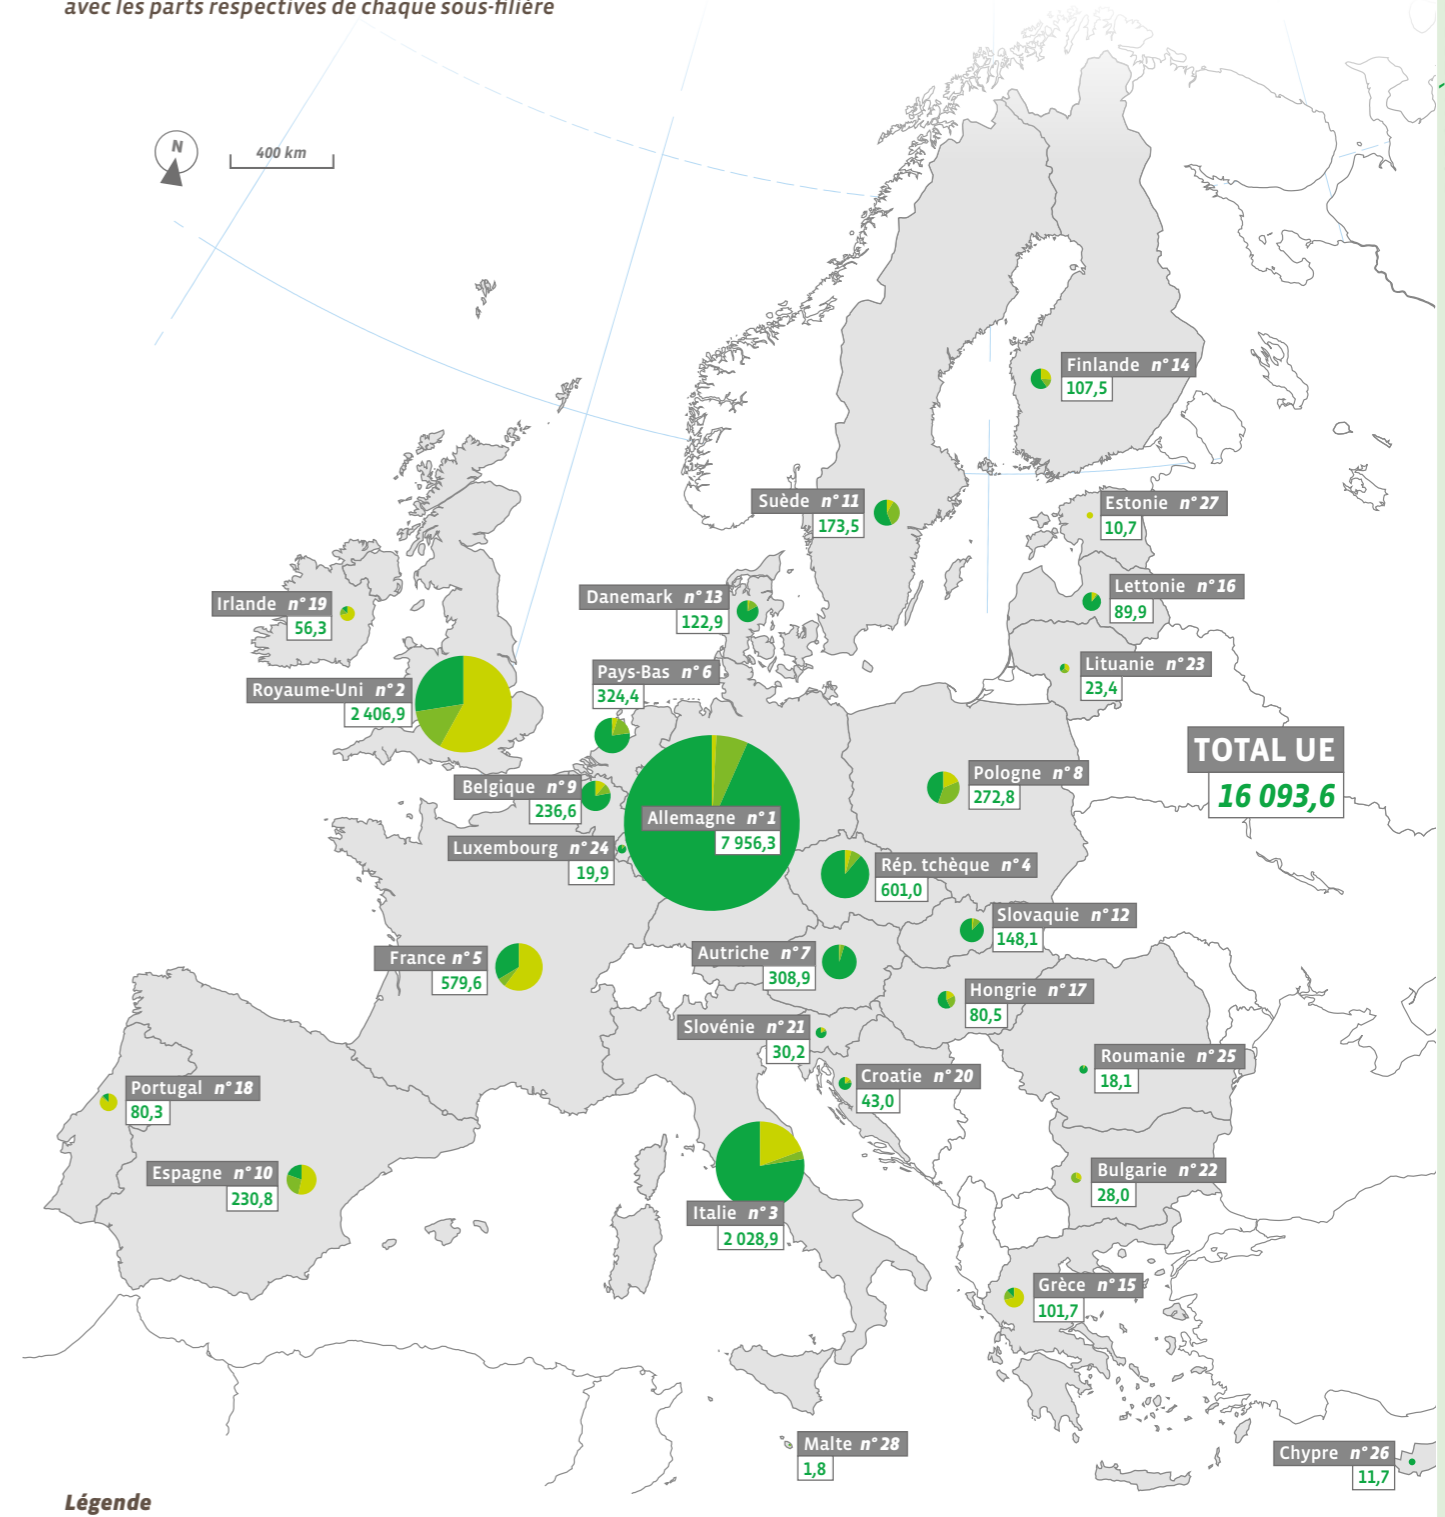 avec les parts respectives de chaque sous-filière
N
400 km
Finlande n° 14
107,5
Suède n° 11
173,5
Estonie n° 27
10,7
Lettonie n° 16
89,9
Irlande n° 19
56,3
Danemark n° 13
122,9
Lituanie n° 23
23,4
Royaume-Uni n° 2
2 406,9
Pays-Bas n° 6
324,4
TOTAL UE
16 093,6
Belgique n° 9
236,6
Pologne n° 8
272,8
Allemagne n° 1
7 956,3
Luxembourg n° 24
19,9
Rép. tchèque n° 4
601,0
Slovaquie n° 12
148,1
France n° 5
579,6
Autriche n° 7
308,9
Hongrie n° 17
80,5
Slovénie n° 21
30,2
Roumanie n° 25
18,1
Croatie n° 20
43,0
Portugal n° 18
80,3
Espagne n° 10
230,8
Bulgarie n° 22
28,0
Italie n° 3
2 028,9
Grèce n° 15
101,7
Malte n° 28
1,8
Chypre n° 26
11,7
Légende